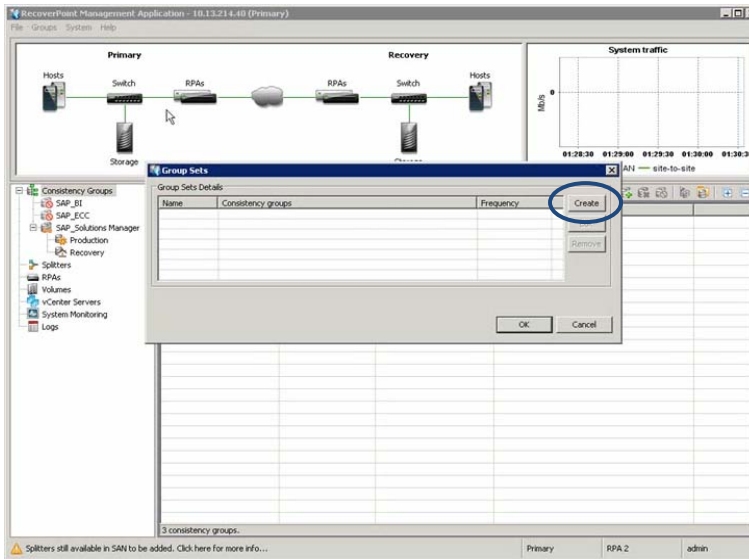 RecoverPoint Management Application - 10.13.214.40 (Primary)
File Groups System Help
Primary
Recovery
System traffic
Hosts
Switch
RPAs
RPAs
Switch
Hosts
Storage
Mb/s
0
01:28:30 01:29:00 01:29:30 01:30:00 01:30:3
AN — site-to-site
Group Sets
Group Sets Details
Name Consistency groups Frequency
Create
Remove
OK Cancel
Consistency Groups
SAP_BI
SAP_ECC
SAP_Solutions Manager
Production
Recovery
Splitters
RPAs
Volumes
vCenter Servers
System Monitoring
Logs
3 consistency groups.
Splitters still available in SAN to be added. Click here for more info...
Primary RPA 2 admin